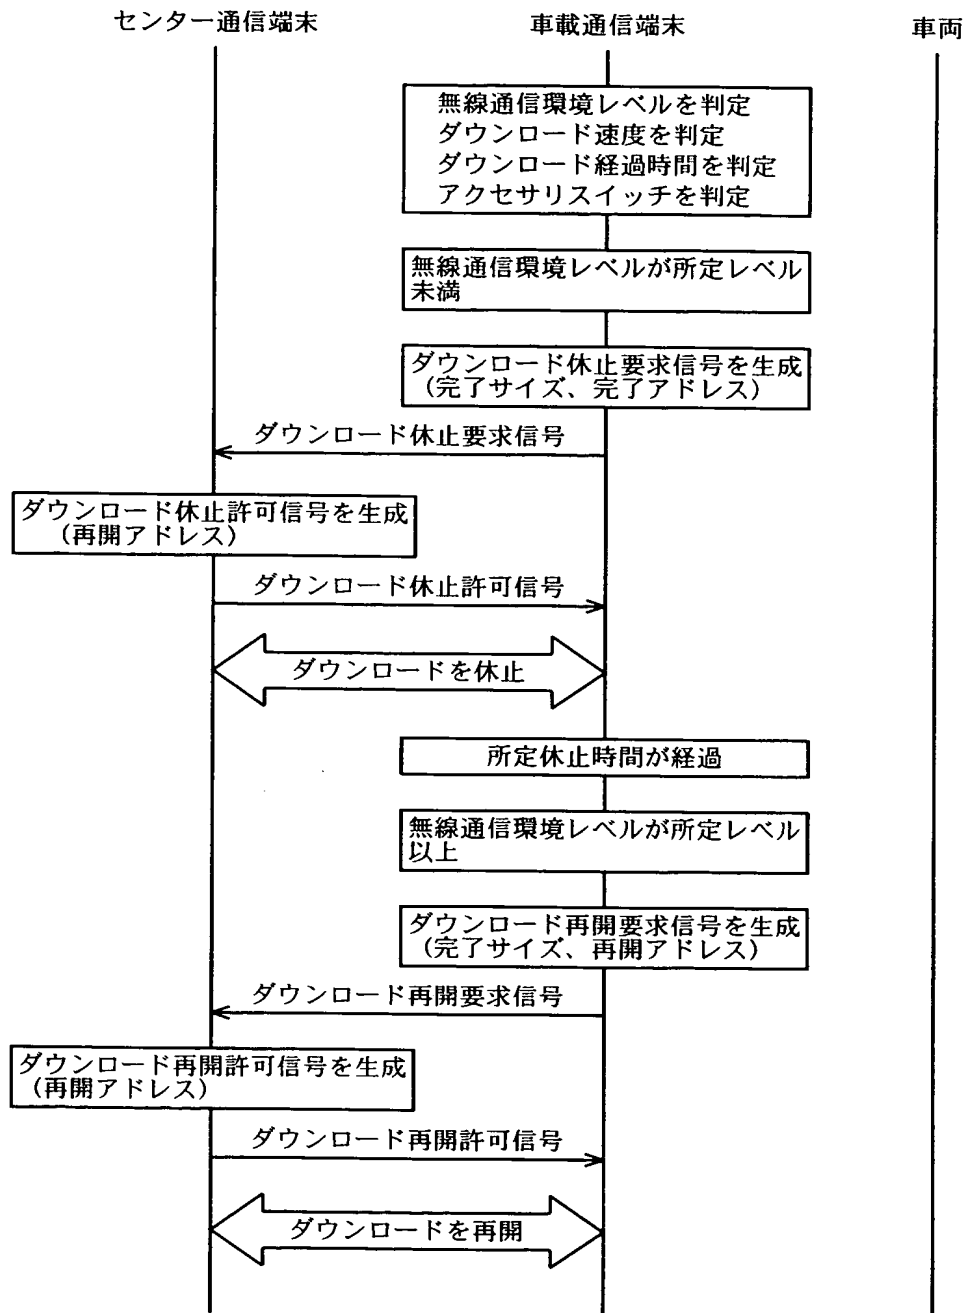 センター通信端末
車載通信端末
車両
無線通信環境レベルを判定
ダウンロード速度を判定
ダウンロード経過時間を判定
アクセサリスイッチを判定
無線通信環境レベルが所定レベル
未満
ダウンロード休止要求信号を生成
(完了サイズ、完了アドレス)
ダウンロード休止要求信号
ダウンロード休止許可信号を生成
(再開アドレス)
ダウンロード休止許可信号
ダウンロードを休止
所定休止時間が経過
無線通信環境レベルが所定レベル
以上
ダウンロード再開要求信号を生成
(完了サイズ、再開アドレス)
ダウンロード再開要求信号
ダウンロード再開許可信号を生成
(再開アドレス)
ダウンロード再開許可信号
ダウンロードを再開